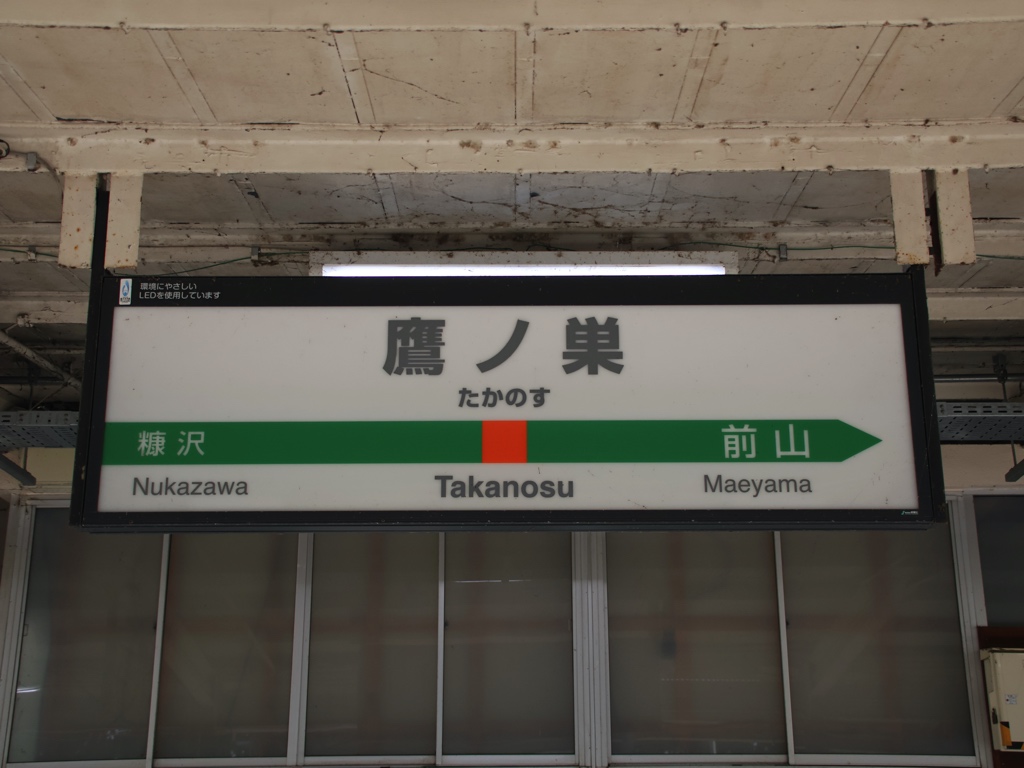 環境にやさしい
LEDを使用しています
鷹ノ巣
たかのす
糠沢 前山
Nukazawa Takanosu Maeyama